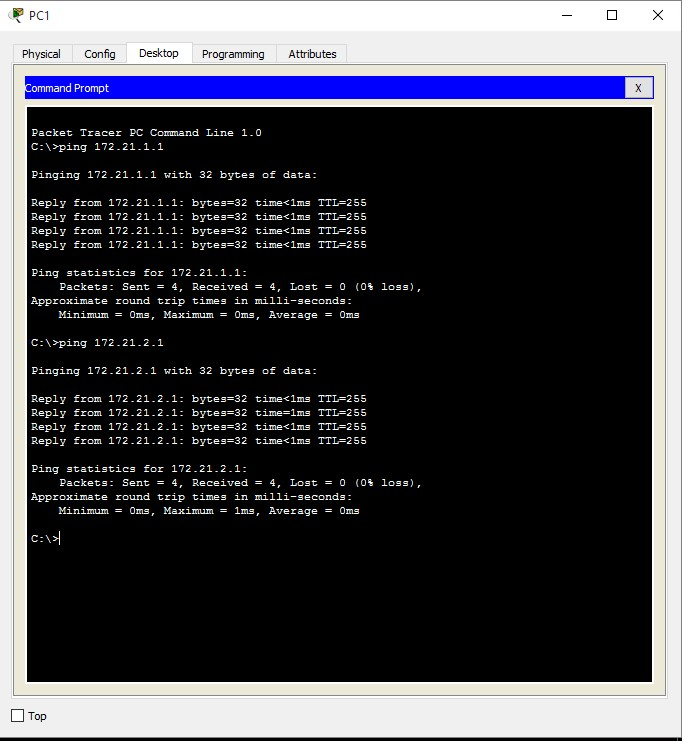 PC1
Physical Config Desktop Programming Attributes
Command Prompt X
Packet Tracer PC Command Line 1.0
C:\>ping 172.21.1.1
Pinging 172.21.1.1 with 32 bytes of data:
Reply from 172.21.1.1: bytes=32 time<1ms TTL=255
Reply from 172.21.1.1: bytes=32 time<1ms TTL=255
Reply from 172.21.1.1: bytes=32 time<1ms TTL=255
Reply from 172.21.1.1: bytes=32 time<1ms TTL=255
Ping statistics for 172.21.1.1:
Packets: Sent = 4, Received = 4, Lost = 0 (0% loss),
Approximate round trip times in milli-seconds:
Minimum = 0ms, Maximum = 0ms, Average = 0ms
C:\>ping 172.21.2.1
Pinging 172.21.2.1 with 32 bytes of data:
Reply from 172.21.2.1: bytes=32 time<1ms TTL=255
Reply from 172.21.2.1: bytes=32 time=1ms TTL=255
Reply from 172.21.2.1: bytes=32 time<1ms TTL=255
Reply from 172.21.2.1: bytes=32 time<1ms TTL=255
Ping statistics for 172.21.2.1:
Packets: Sent = 4, Received = 4, Lost = 0 (0% loss),
Approximate round trip times in milli-seconds:
Minimum = 0ms, Maximum = 1ms, Average = 0ms
C:\>
Top